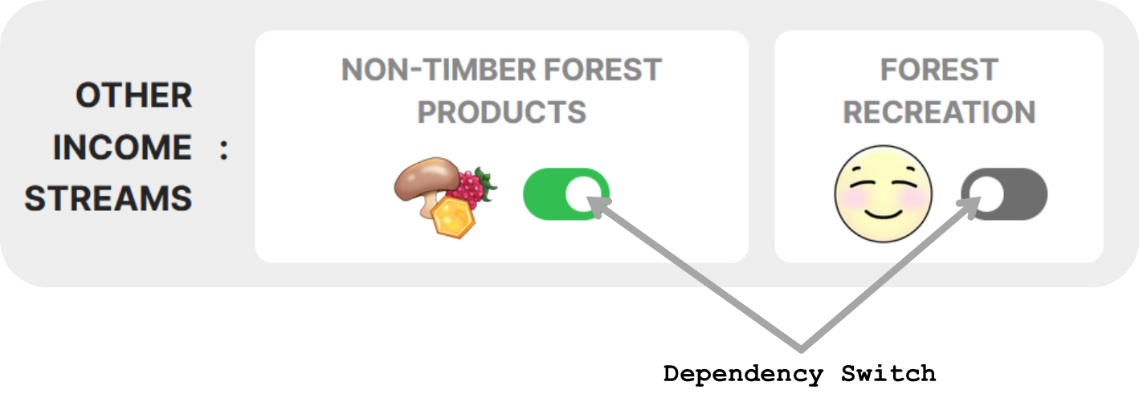 OTHER
INCOME :
STREAMS
NON-TIMBER FOREST
PRODUCTS
FOREST
RECREATION
Dependency Switch